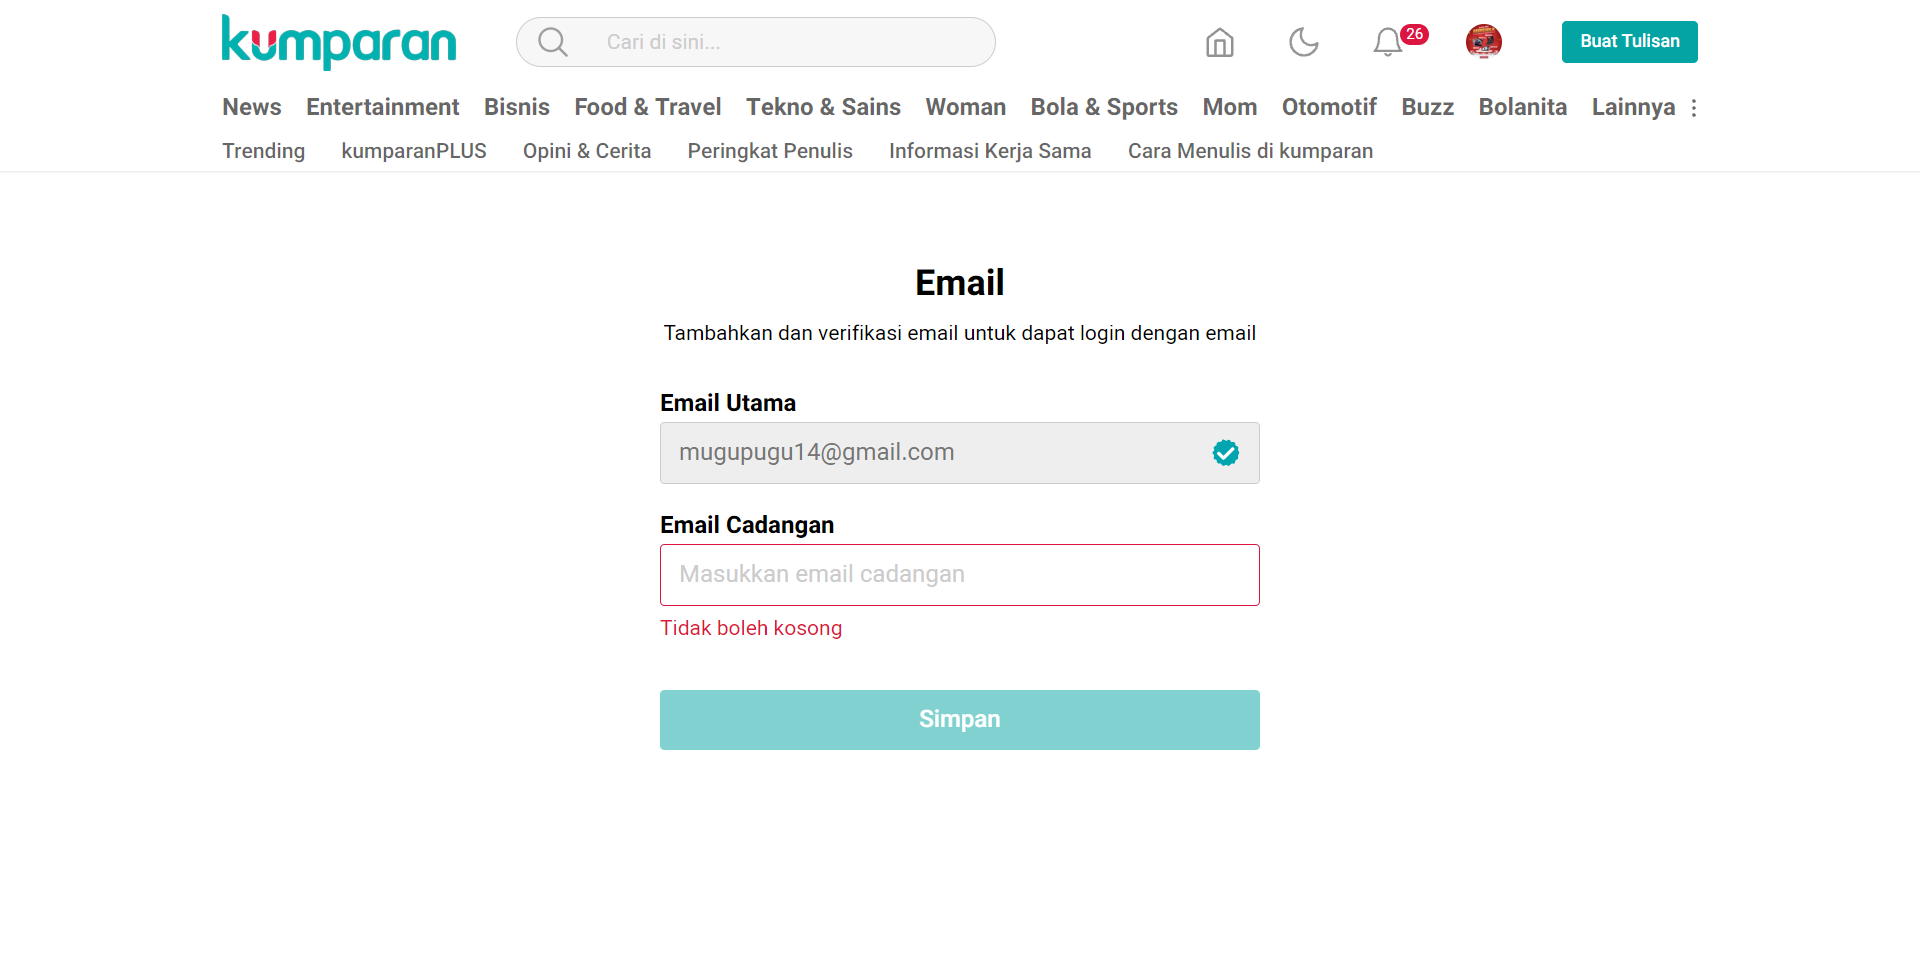 kumparan
Cari di sini...
26
Buat Tulisan
News Entertainment Bisnis Food & Travel Tekno & Sains Woman Bola & Sports Mom Otomotif Buzz Bolanita Lainnya
Trending kumparanPLUS Opini & Cerita Peringkat Penulis Informasi Kerja Sama Cara Menulis di kumparan
Email
Tambahkan dan verifikasi email untuk dapat login dengan email
Email Utama
mugupugu14@gmail.com
Email Cadangan
Masukkan email cadangan
Tidak boleh kosong
Simpan